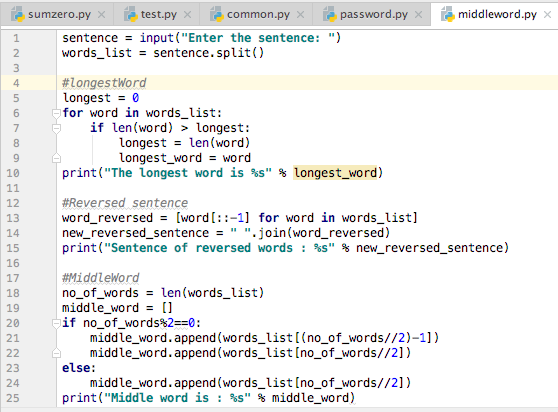 sumzero.py test.py common.py password.py middleword.py
1 sentence = input("Enter the sentence: ")
2 words_list = sentence.split()
3
4 #longestWord
5 longest = 0
6 for word in words_list:
7     if len(word) > longest:
8         longest = len(word)
9         longest_word = word
10 print("The longest word is %s" % longest_word)
11
12 #Reversed sentence
13 word_reversed = [word[::-1] for word in words_list]
14 new_reversed_sentence = " ".join(word_reversed)
15 print("Sentence of reversed words : %s" % new_reversed_sentence)
16
17 #MiddleWord
18 no_of_words = len(words_list)
19 middle_word = []
20 if no_of_words%2==0:
21     middle_word.append(words_list[(no_of_words//2)-1])
22     middle_word.append(words_list[no_of_words//2])
23 else:
24     middle_word.append(words_list[no_of_words//2])
25 print("Middle word is : %s" % middle_word)